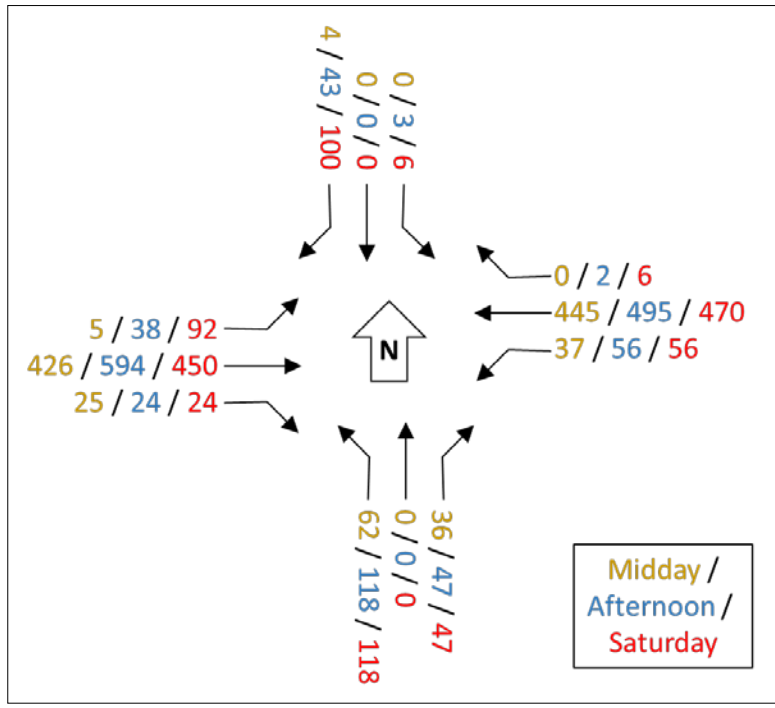 4 / 43 / 100
0 / 0 / 0
0 / 3 / 6
0 / 2 / 6
445 / 495 / 470
37 / 56 / 56
5 / 38 / 92
426 / 594 / 450
25 / 24 / 24
N
62 / 118 / 118
0 / 0 / 0
36 / 47 / 47
Midday /
Afternoon /
Saturday